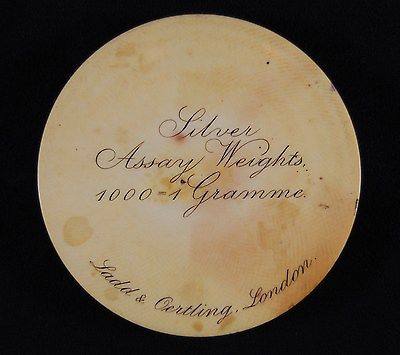 Silver
Assay Weights.
1000 = 1 Gramme.
Ladd & Oertling, London.